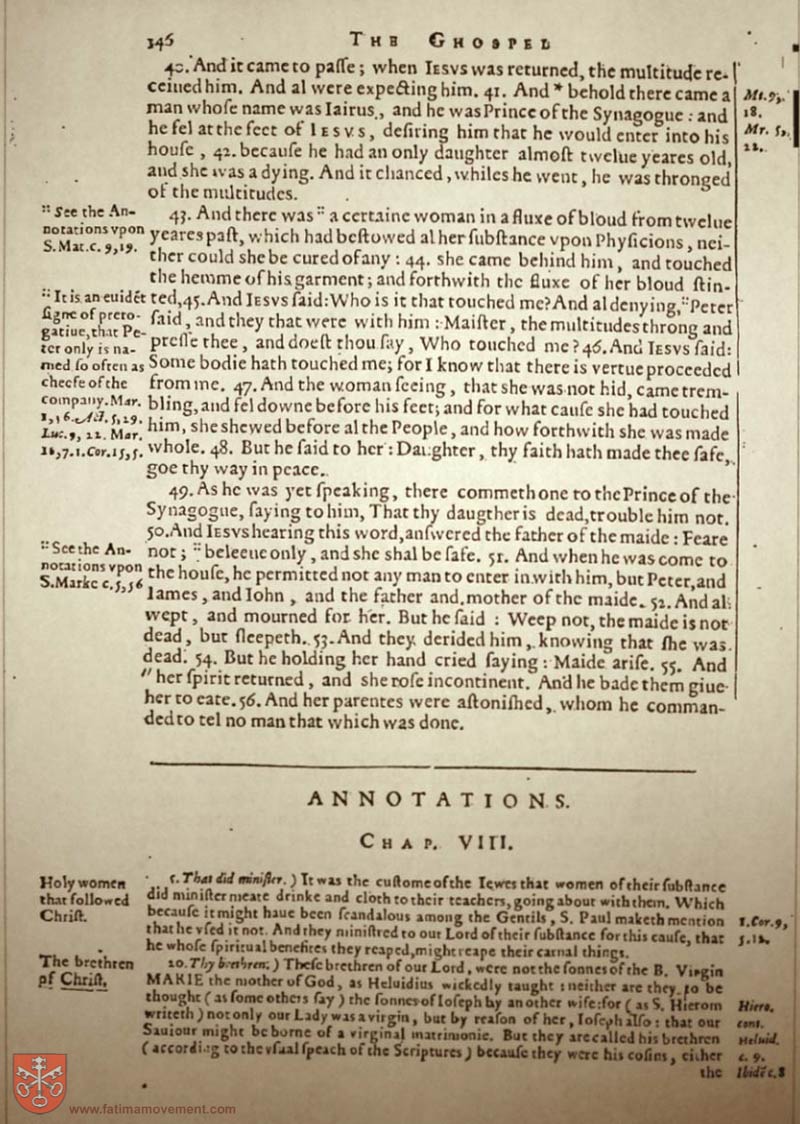 146 THE GHOSPEL
40. And it came to passe; when IESVS was returned, the multitude re-
ceiued him. And al were expecting him. 41. And * behold there came a
man whose name was Iairus, and he was Prince of the Synagogue: and
he fel at the feet of IESVS, desiring him that he would enter into his
house, 42. because he had an only daughter almost twelue yeares old,
and she was a dying. And it chanced, whiles he went, he was thronged
of the multitudes.
43. And there was :: a certaine woman in a fluxe of bloud from twelue
yeares past, which had bestowed al her substance vpon Physicions, nei-
ther could she be cured of any: 44. she came behind him, and touched
the hemme of his garment; and forthwith the fluxe of her bloud stin-
ted, 45. And IESVS said: Who is it that touched me? And al denying, :: Peter
said, and they that were with him: Maister, the multitudes throng and
presse thee, and doest thou say, Who touched me? 46. And IESVS said:
Some bodie hath touched me; for I know that there is vertue proceeded
from me. 47. And the woman seeing, that she was not hid, came trem-
bling, and fel downe before his feet; and for what cause she had touched
him, she shewed before al the People, and how forthwith she was made
whole. 48. But he said to her: Daughter, thy faith hath made thee safe,
goe thy way in peace.
49. As he was yet speaking, there commeth one to the Prince of the
Synagogue, saying to him, That thy daugther is dead, trouble him not.
50. And IESVS hearing this word, answered the father of the maide: Feare
not; :: beleeue only, and she shal be safe. 51. And when he was come to
the house, he permitted not any man to enter in with him, but Peter, and
Iames, and Iohn, and the father and mother of the maide. 52. And al
wept, and mourned for her. But he said: Weep not, the maide is not
dead, but sleepeth. 53. And they derided him, knowing that she was
dead. 54. But he holding her hand cried saying: Maide arise. 55. And
" her spirit returned, and she rose incontinent. And he bade them giue
her to eate. 56. And her parentes were astonished, whom he comman-
ded to tel no man that which was done.
Mt. 9,
18.
Mr. 5,
22.
:: See the An-
notations vpon
S. Mat. c. 9, 19.
:: It is an euidēt
signe of prero-
gatiue, that Pe-
ter only is na-
med so often as
cheefe of the
company. Mar.
1, 36. Act. 5, 29.
Luc. 9, 22. Mar.
16, 7. 1. Cor. 15, 5.
:: See the An-
notations vpon
S. Marke c. 5, 36
ANNOTATIONS.
CHAP. VIII.
5. That did minister.) It was the custome of the Iewes that women of their substance
did minister meate drinke and cloth to their teachers, going about with them. Which
because it might haue been scandalous among the Gentils, S. Paul maketh mention
that he vsed it not. And they ministred to our Lord of their substance for this cause, that
he whose spiritual benefites they reaped, might reape their carnal things.
20. Thy brethren.) These brethren of our Lord, were not the sonnes of the B. Virgin
MARIE the mother of God, as Heluidius wickedly taught: neither are they to be
thought (as some others say) the sonnes of Ioseph by an other wife: for (as S. Hierom
writeth) not only our Lady was a virgin, but by reason of her, Ioseph also: that our
Sauiour might be borne of a virginal matrimonie. But they are called his brethren
(according to the vsual speach of the Scriptures) because they were his cosins, either
the
Holy women
that followed
Christ.
The brethren
of Christ.
1. Cor. 9,
5. 12.
Hiero.
cont.
Heluid.
c. 9.
Ibidē c. 8
www.fatimamovement.com